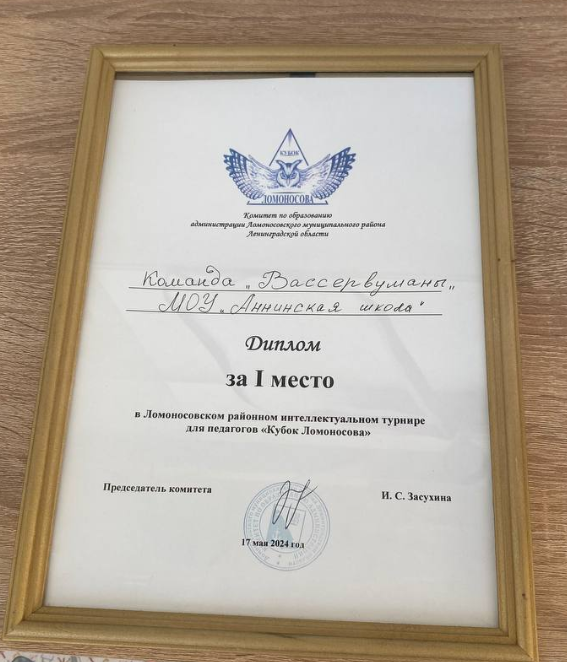 КУБОК
ЛОМОНОСОВА
Комитет по образованию
администрации Ломоносовского муниципального района
Ленинградской области
Команда „Вассервуманы„
МОУ „Аннинская школа"
Диплом
за I место
в Ломоносовском районном интеллектуальном турнире
для педагогов «Кубок Ломоносова»
Председатель комитета
И. С. Засухина
17 мая 2024 год